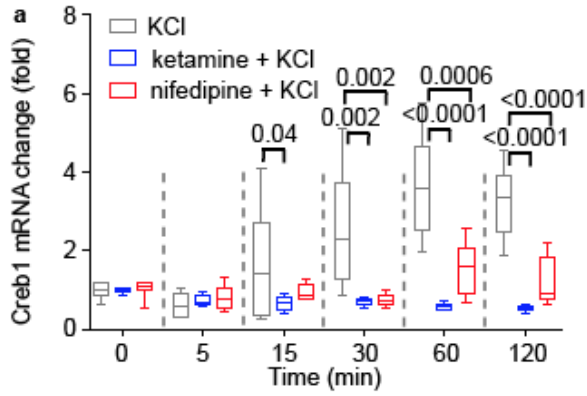 a
8
KCl
ketamine + KCl
nifedipine + KCl
0.0006
0.002
<0.0001
6
0.002
<0.0001
<0.0001
0.04
4
2
0
Creb1 mRNA change (fold)
0 5 15 30 60 120
Time (min)